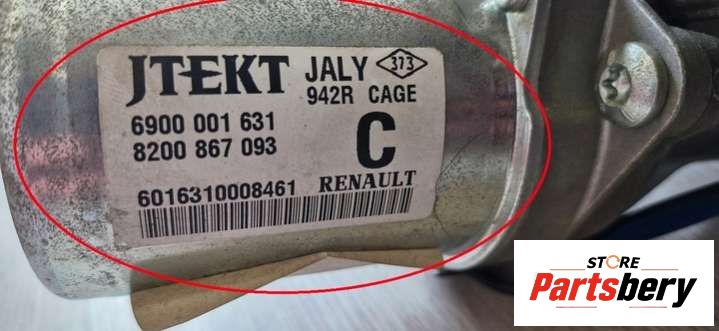 JTEKT JALY 373
942R CAGE
6900 001 631
8200 867 093
C
6016310008461 RENAULT
STORE
Partsbery